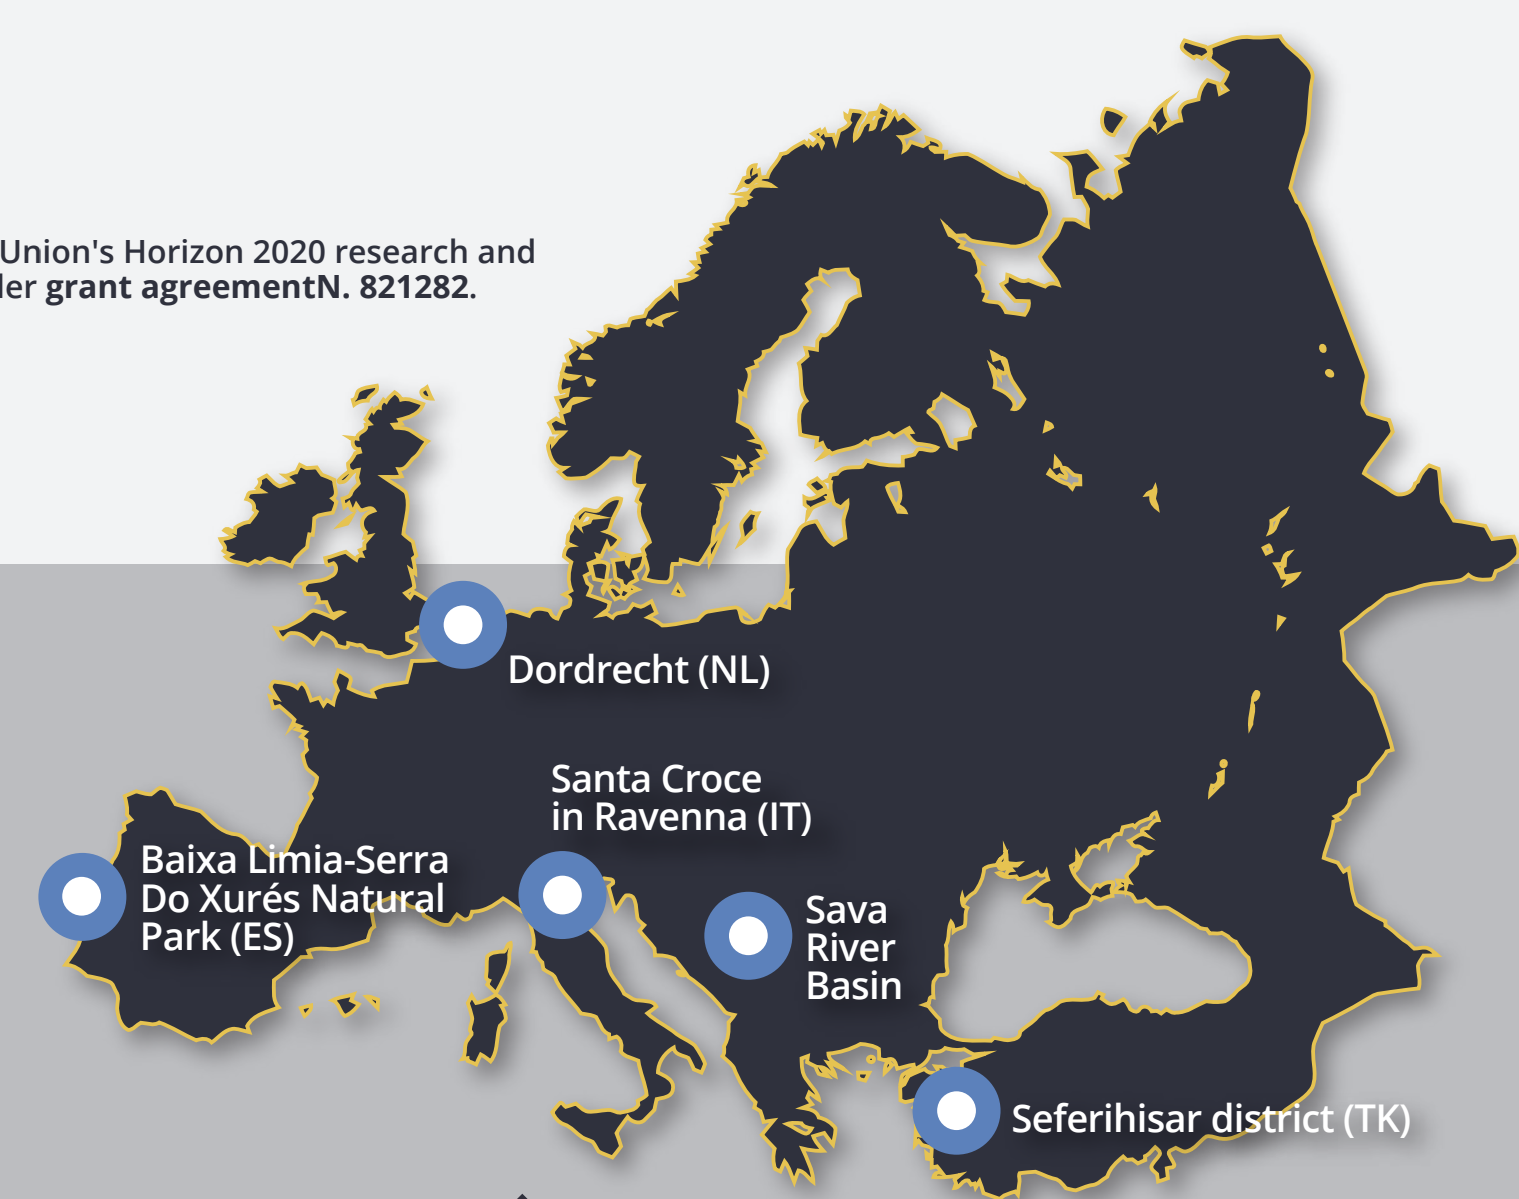 Union's Horizon 2020 research and
der grant agreementN. 821282.
Dordrecht (NL)
Santa Croce
in Ravenna (IT)
Baixa Limia-Serra
Do Xurés Natural
Park (ES)
Sava
River
Basin
Seferihisar district (TK)